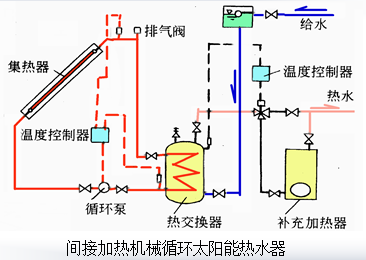 排气阀
给水
集热器
温度控制器
热水
温度控制器
循环泵
热交换器
补充加热器
间接加热机械循环太阳能热水器